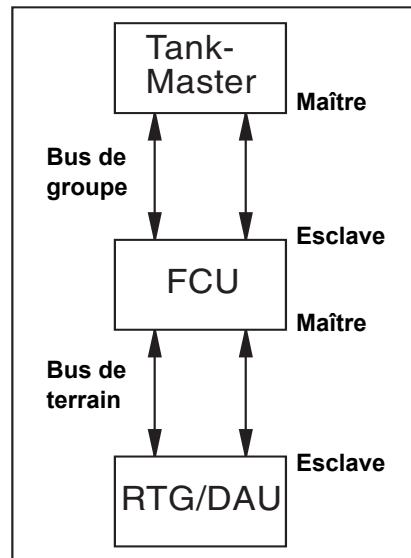 Tank-
Master
Maître
Bus de
groupe
Esclave
FCU
Maître
Bus de
terrain
Esclave
RTG/DAU